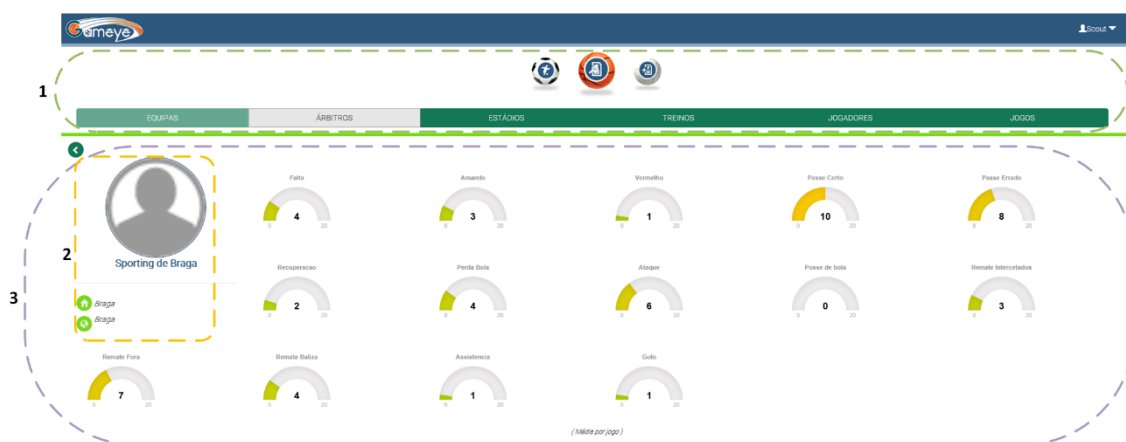 Gameye
Scout
1
EQUIPAS ÁRBITROS ESTÁDIOS TREINOS JOGADORES JOGOS
2
3
Sporting de Braga
Braga
Braga
Falta Amarelo Vermelho Passe Certo Passe Errado
4 3 1 10 8
0 20 0 20 0 20 0 20 0 20
Recuperacao Perda Bola Ataque Posse de bola Remate Intercetados
2 4 6 0 3
0 20 0 20 0 20 0 20 0 20
Remate Fora Remate Baliza Assistencia Golo
7 4 1 1
0 20 0 20 0 20 0 20
( Média por jogo )